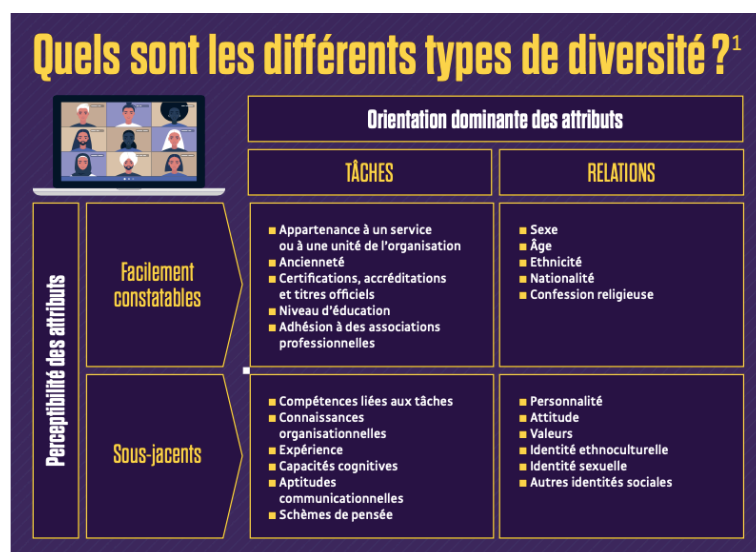 Quels sont les différents types de diversité ?1
Orientation dominante des attributs
TÂCHES
RELATIONS
Perceptibilité des attributs
Facilement
constatables
■ Appartenance à un service
ou à une unité de l'organisation
■ Ancienneté
■ Certifications, accréditations
et titres officiels
■ Niveau d'éducation
■ Adhésion à des associations
professionnelles
■ Sexe
■ Âge
■ Ethnicité
■ Nationalité
■ Confession religieuse
Sous-jacents
■ Compétences liées aux tâches
■ Connaissances
organisationnelles
■ Expérience
■ Capacités cognitives
■ Aptitudes
communicationnelles
■ Schèmes de pensée
■ Personnalité
■ Attitude
■ Valeurs
■ Identité ethnoculturelle
■ Identité sexuelle
■ Autres identités sociales